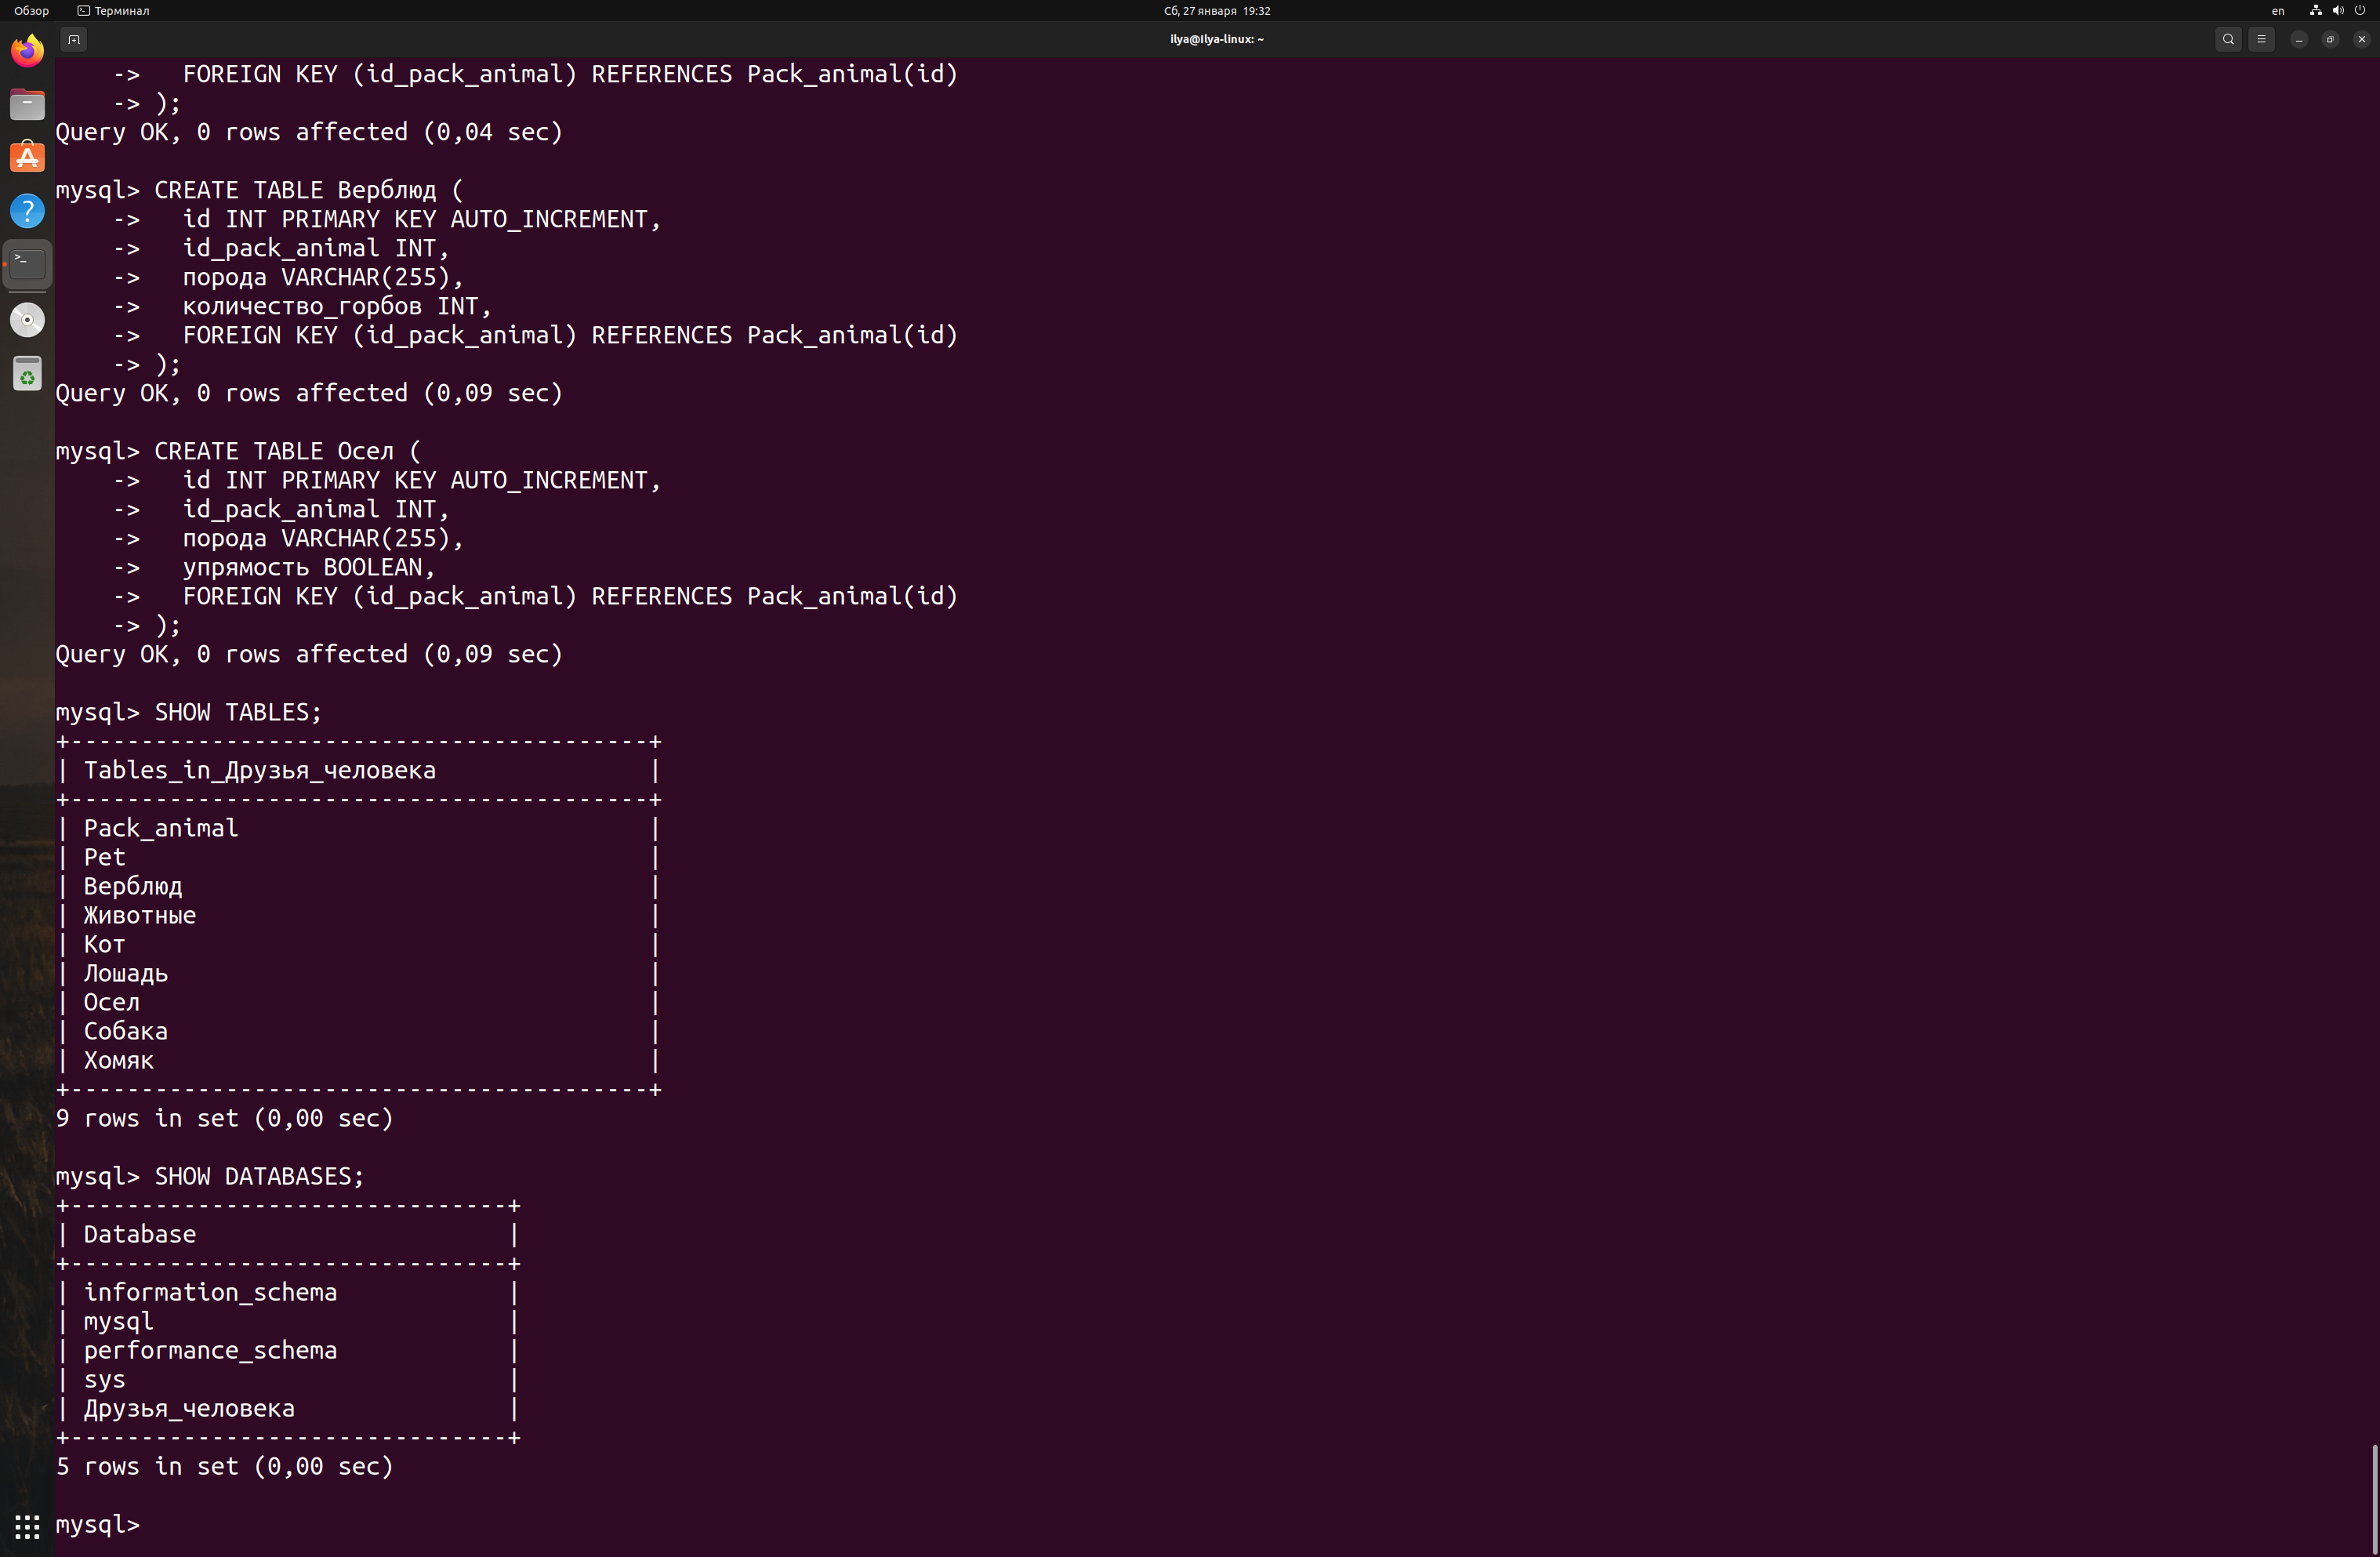 Обзор
Терминал
Сб, 27 января 19:32
en
ilya@Ilya-linux: ~
    ->   FOREIGN KEY (id_pack_animal) REFERENCES Pack_animal(id)
    -> );
Query OK, 0 rows affected (0,04 sec)

mysql> CREATE TABLE Верблюд (
    ->   id INT PRIMARY KEY AUTO_INCREMENT,
    ->   id_pack_animal INT,
    ->   порода VARCHAR(255),
    ->   количество_горбов INT,
    ->   FOREIGN KEY (id_pack_animal) REFERENCES Pack_animal(id)
    -> );
Query OK, 0 rows affected (0,09 sec)

mysql> CREATE TABLE Осел (
    ->   id INT PRIMARY KEY AUTO_INCREMENT,
    ->   id_pack_animal INT,
    ->   порода VARCHAR(255),
    ->   упрямость BOOLEAN,
    ->   FOREIGN KEY (id_pack_animal) REFERENCES Pack_animal(id)
    -> );
Query OK, 0 rows affected (0,09 sec)

mysql> SHOW TABLES;
+-----------------------------------------+
| Tables_in_Друзья_человека               |
+-----------------------------------------+
| Pack_animal                             |
| Pet                                     |
| Верблюд                                 |
| Животные                                |
| Кот                                     |
| Лошадь                                  |
| Осел                                    |
| Собака                                  |
| Хомяк                                   |
+-----------------------------------------+
9 rows in set (0,00 sec)

mysql> SHOW DATABASES;
+-------------------------------+
| Database                      |
+-------------------------------+
| information_schema            |
| mysql                         |
| performance_schema            |
| sys                           |
| Друзья_человека               |
+-------------------------------+
5 rows in set (0,00 sec)

mysql>